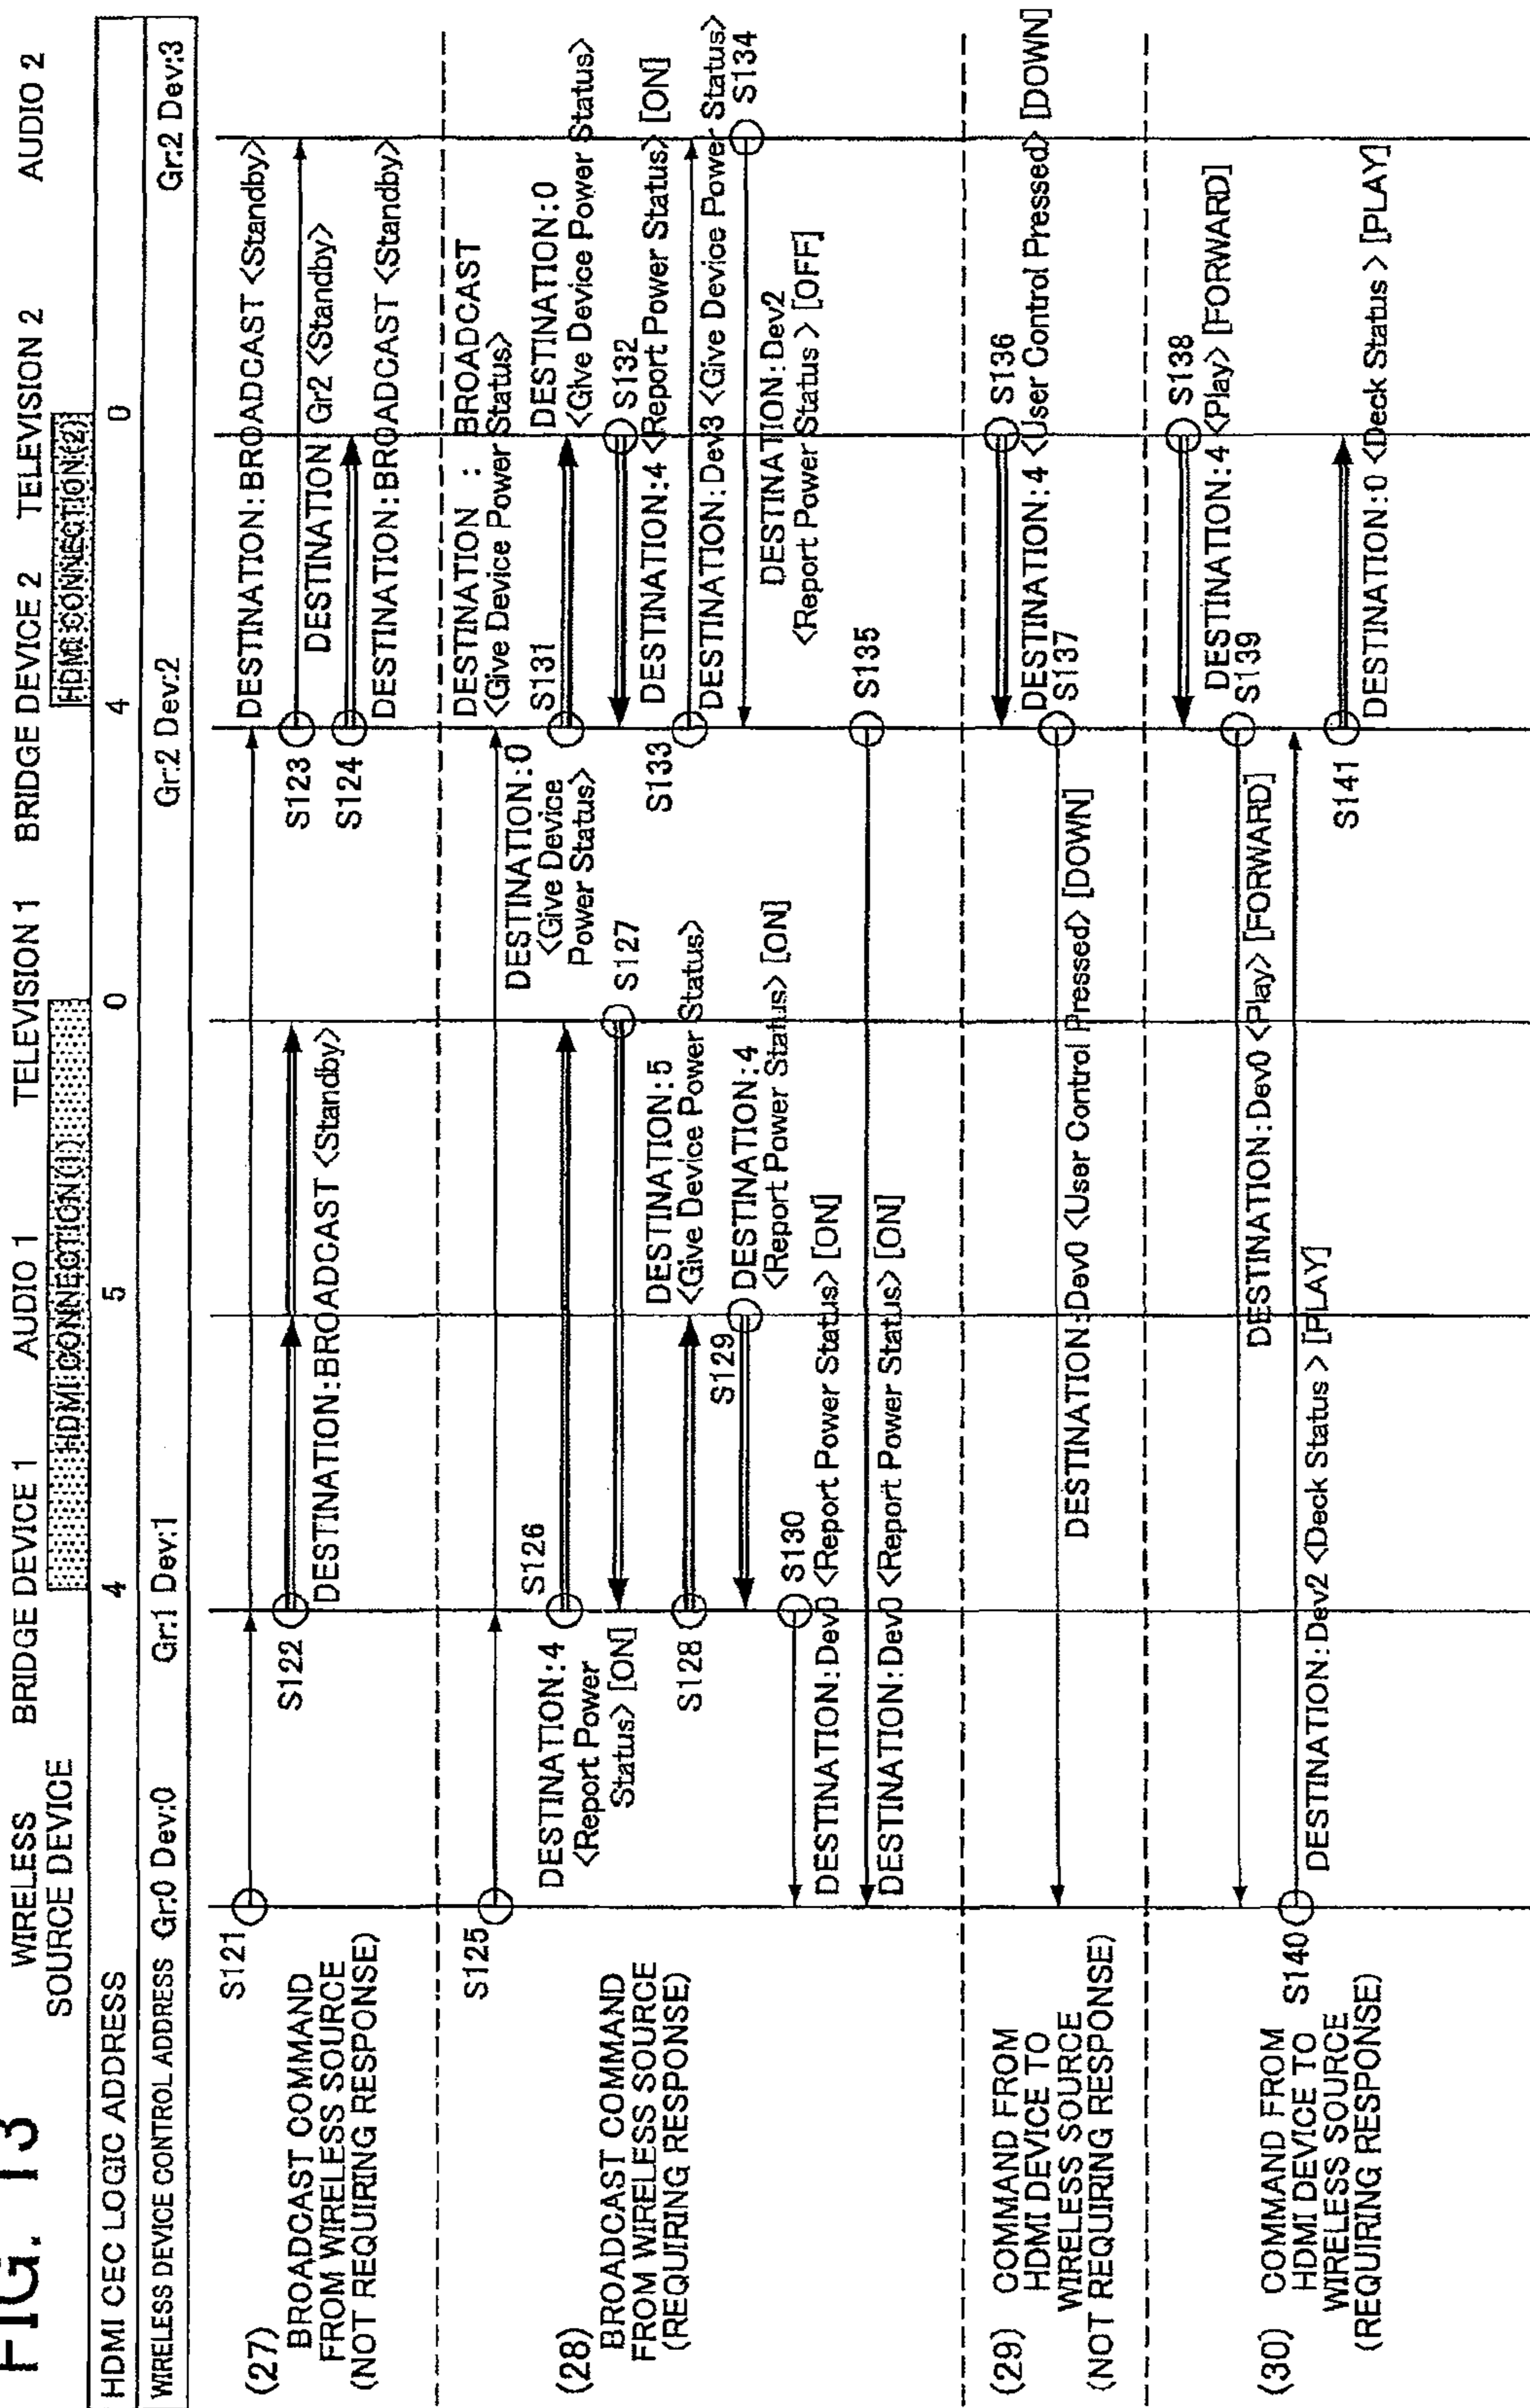 FIG. 13
WIRELESS
SOURCE DEVICE
BRIDGE DEVICE 1
AUDIO 1
TELEVISION 1
BRIDGE DEVICE 2
TELEVISION 2
AUDIO 2
HDMI CONNECTION(1)
HDMI CONNECTION(2)
HDMI CEC LOGIC ADDRESS
4
5
0
4
0
WIRELESS DEVICE CONTROL ADDRESS
Gr:0 Dev:0
Gr:1 Dev:1
Gr:2 Dev:2
Gr:2 Dev:3
(27)
BROADCAST COMMAND
FROM WIRELESS SOURCE
(NOT REQUIRING RESPONSE)
S121
DESTINATION:BROADCAST <Standby>
S122
DESTINATION:BROADCAST <Standby>
S123
DESTINATION Gr2 <Standby>
S124
DESTINATION:BROADCAST <Standby>
(28)
BROADCAST COMMAND
FROM WIRELESS SOURCE
(REQUIRING RESPONSE)
S125
DESTINATION : BROADCAST
<Give Device Power Status>
S126
DESTINATION:0
<Give Device
Power Status>
S127
DESTINATION:4
<Report Power
Status> [ON]
S128
DESTINATION:5
<Give Device Power Status>
S129
DESTINATION:4
<Report Power Status> [ON]
S130
DESTINATION:Dev0 <Report Power Status> [ON]
S131
DESTINATION:0
<Give Device Power Status>
S132
DESTINATION:4 <Report Power Status> [ON]
S133
DESTINATION:Dev3 <Give Device Power Status>
S134
DESTINATION:Dev2
<Report Power Status > [OFF]
S135
DESTINATION:Dev0 <Report Power Status> [ON]
(29)
COMMAND FROM
HDMI DEVICE TO
WIRELESS SOURCE
(NOT REQUIRING RESPONSE)
S136
DESTINATION:4 <User Control Pressed> [DOWN]
S137
DESTINATION:Dev0 <User Control Pressed> [DOWN]
(30)
COMMAND FROM
HDMI DEVICE TO
WIRELESS SOURCE
(REQUIRING RESPONSE)
S138
DESTINATION:4 <Play> [FORWARD]
S139
DESTINATION:Dev0 <Play> [FORWARD]
S140
DESTINATION:Dev2 <Deck Status > [PLAY]
S141
DESTINATION:0 <Deck Status > [PLAY]